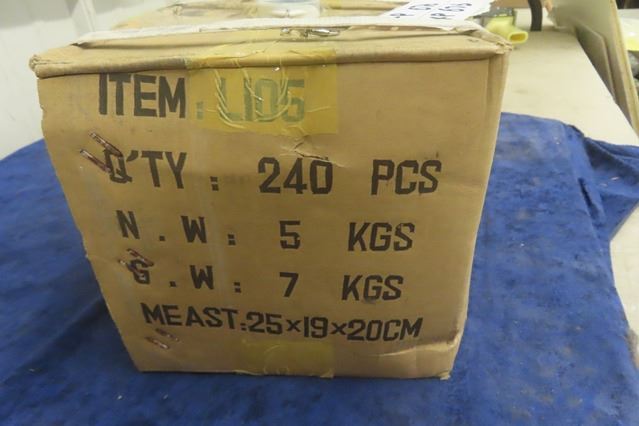 ITEM: L105
Q'TY: 240 PCS
N.W: 5 KGS
G.W: 7 KGS
MEAST:25×19×20CM